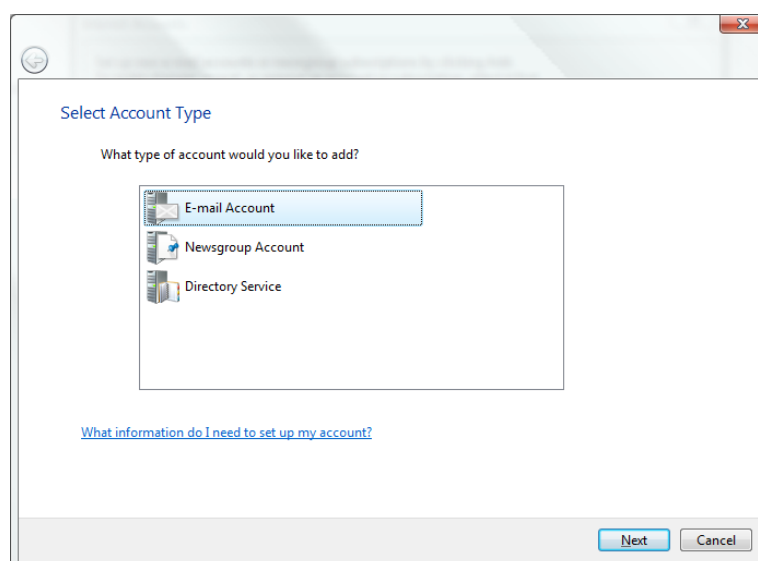 Select Account Type
What type of account would you like to add?
E-mail Account
Newsgroup Account
Directory Service
What information do I need to set up my account?
Next
Cancel